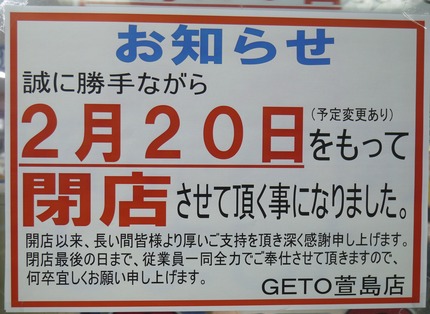 お知らせ
誠に勝手ながら
(予定変更あり)
2月20日をもって
閉店させて頂く事になりました。
開店以来、長い間皆様より厚いご支持を頂き深く感謝申し上げます。
閉店最後の日まで、従業員一同全力でご奉仕させて頂きますので、
何卒宜しくお願い申し上げます。
GETO萱島店